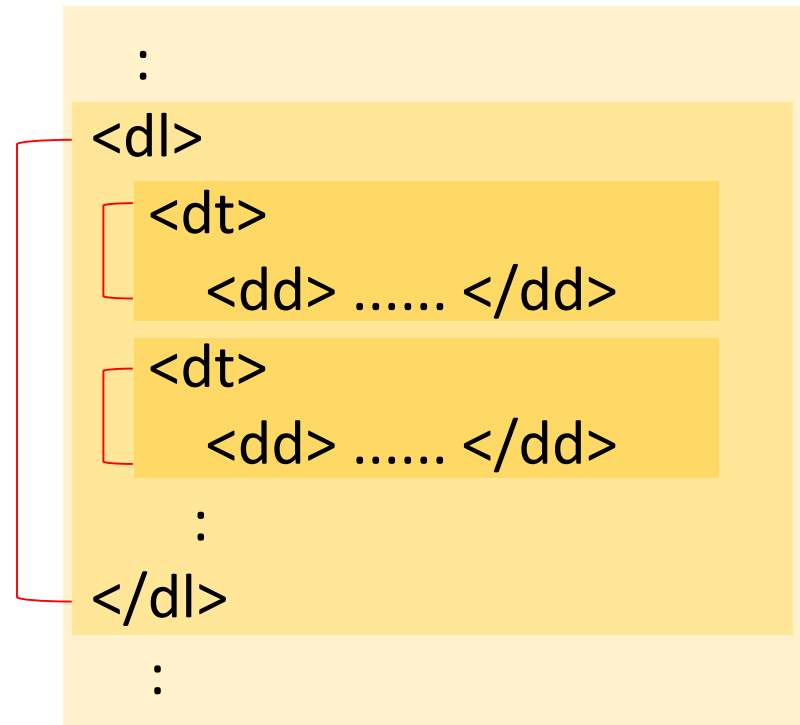 :
<dl>
<dt>
<dd> ...... </dd>
<dt>
<dd> ...... </dd>
:
</dl>
: